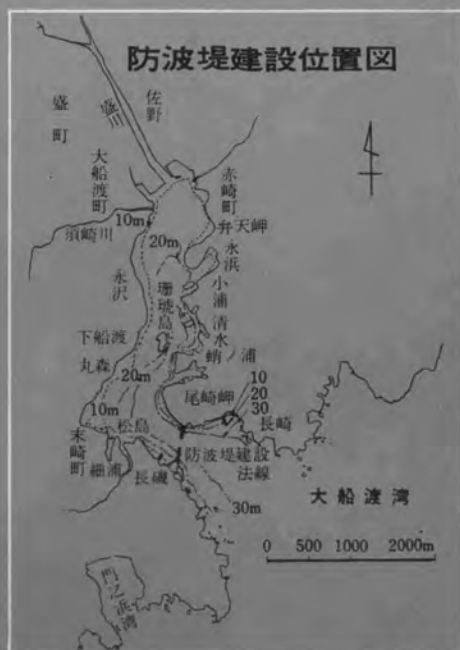 防波堤建設位置図
盛町
盛川
佐野
大船渡町
赤崎町
10m
弁天岬
須崎川
20m
永浜
永沢
珊琥島
小浦
清水
下船渡
蛸ノ浦
丸森
20m
尾崎岬
10
20
30
10m
長崎
松島
末崎町
防波堤建設
法線
細浦
長磯
30m
大船渡湾
0 500 1000 2000m
門之浜湾